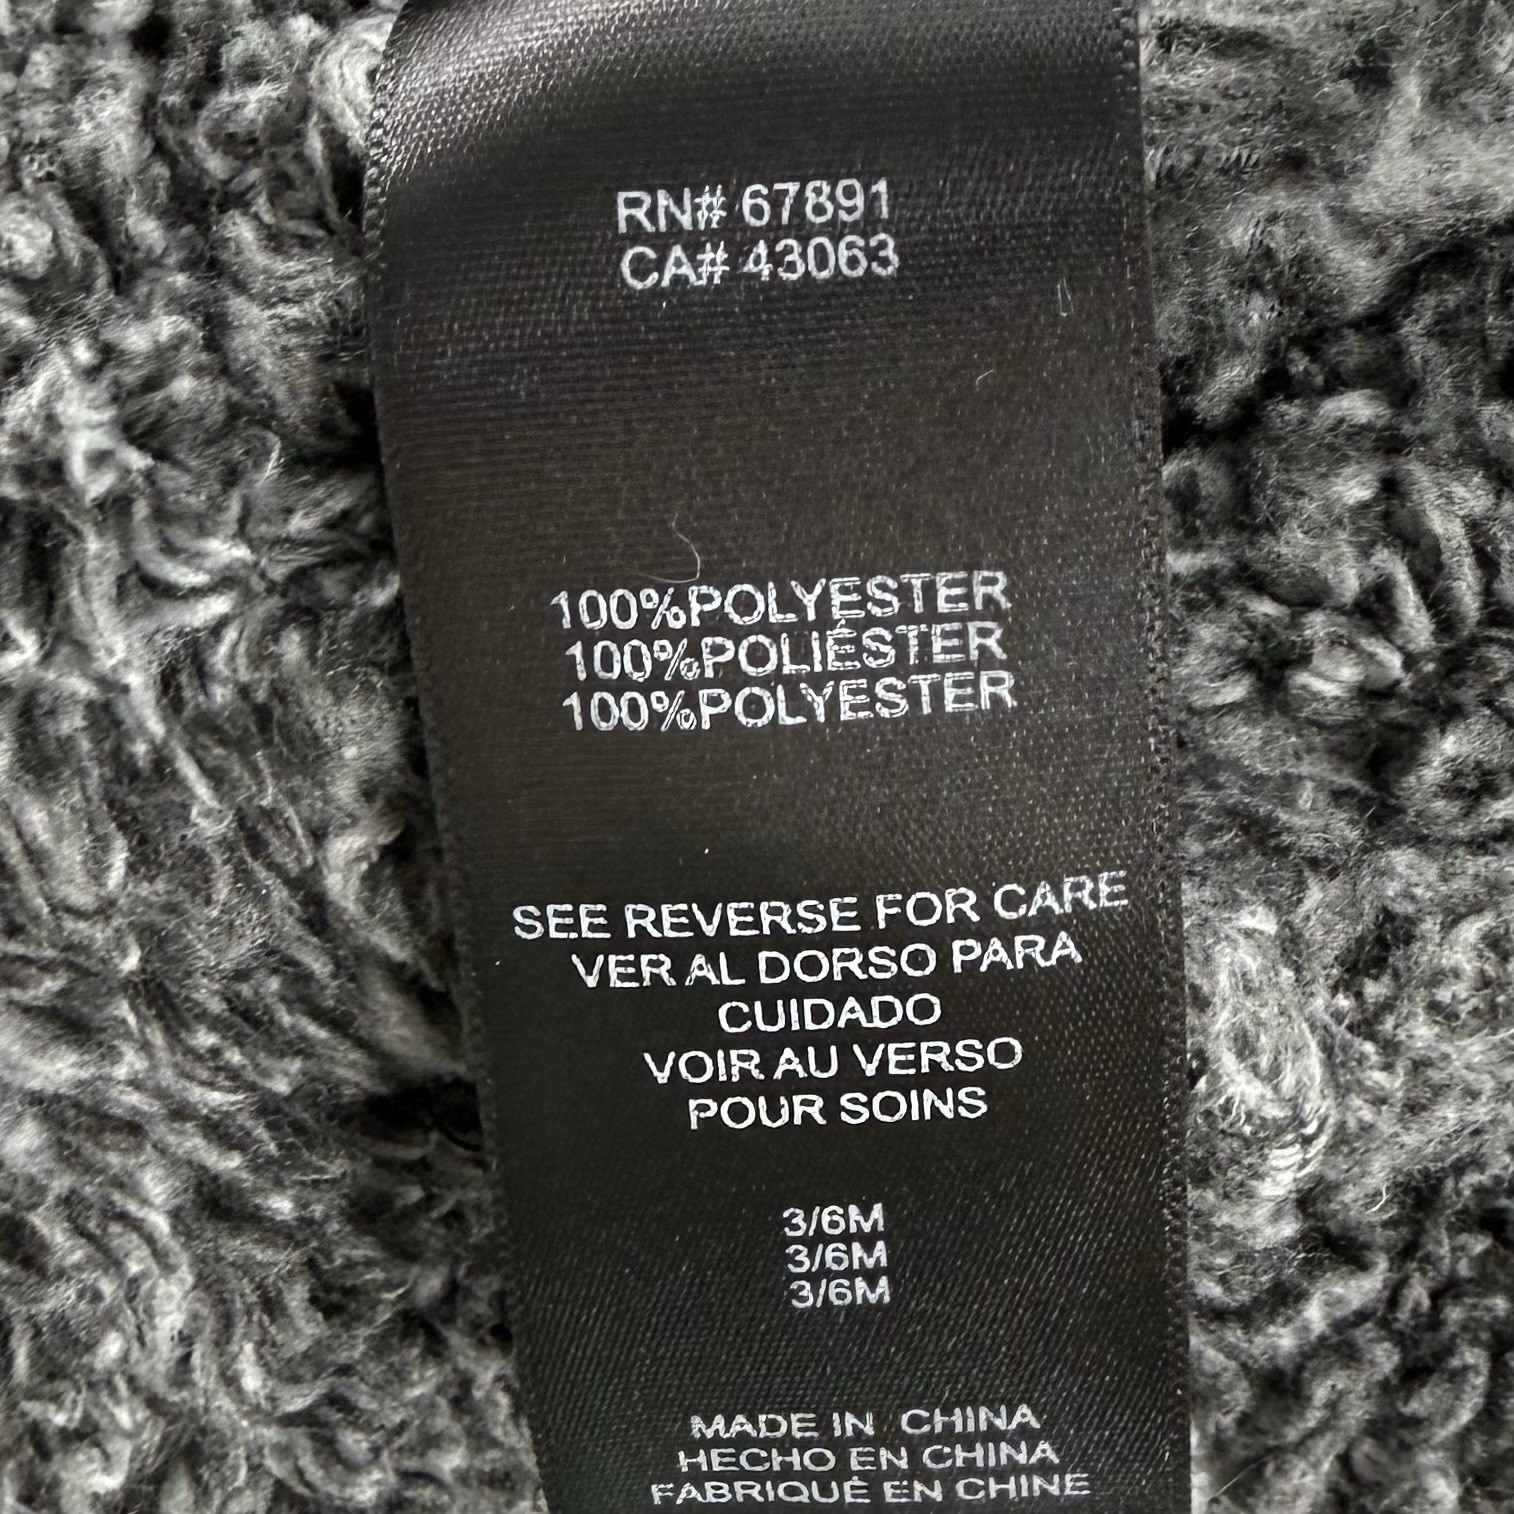 RN# 67891
CA# 43063
100%POLYESTER
100%POLIÉSTER
100%POLYESTER
SEE REVERSE FOR CARE
VER AL DORSO PARA
CUIDADO
VOIR AU VERSO
POUR SOINS
3/6M
3/6M
3/6M
MADE IN CHINA
HECHO EN CHINA
FABRIQUÉ EN CHINE